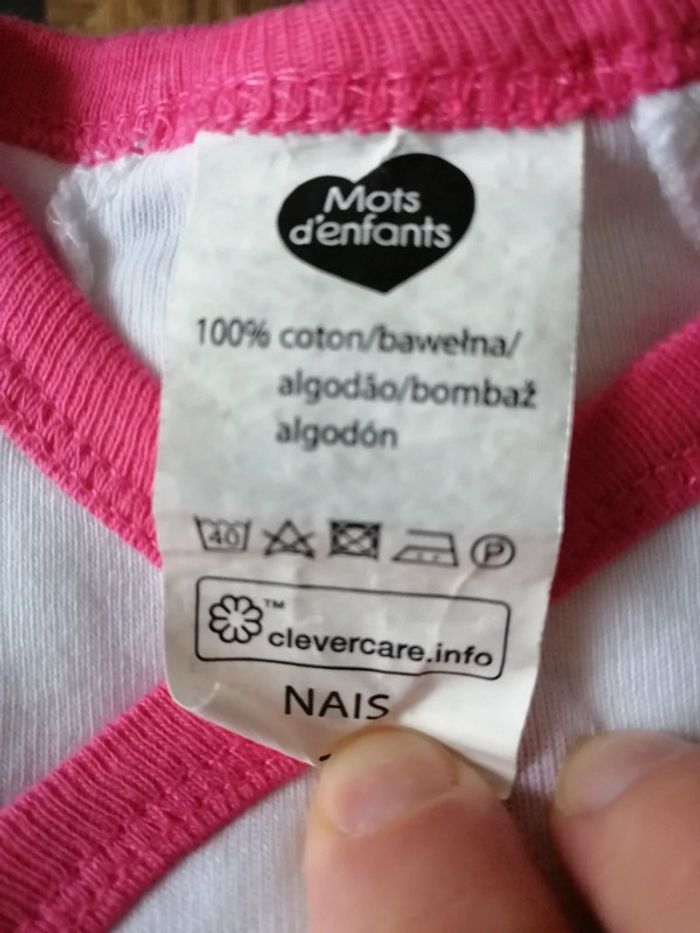 Mots
d'enfants
100% coton/bawełna/
algodão/bombaž
algodón
40
P
™
clevercare.info
NAIS